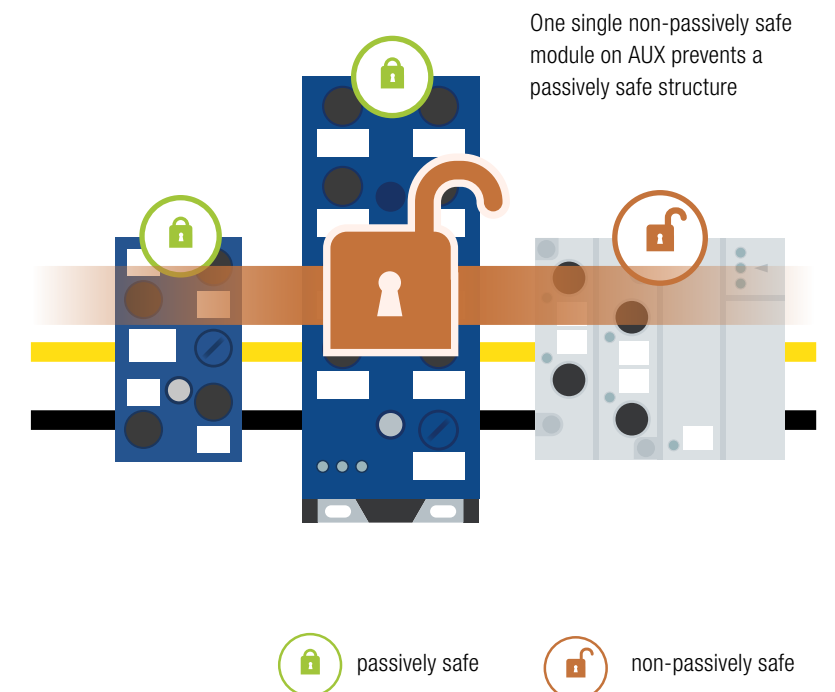 One single non-passively safe
module on AUX prevents a
passively safe structure
passively safe
non-passively safe